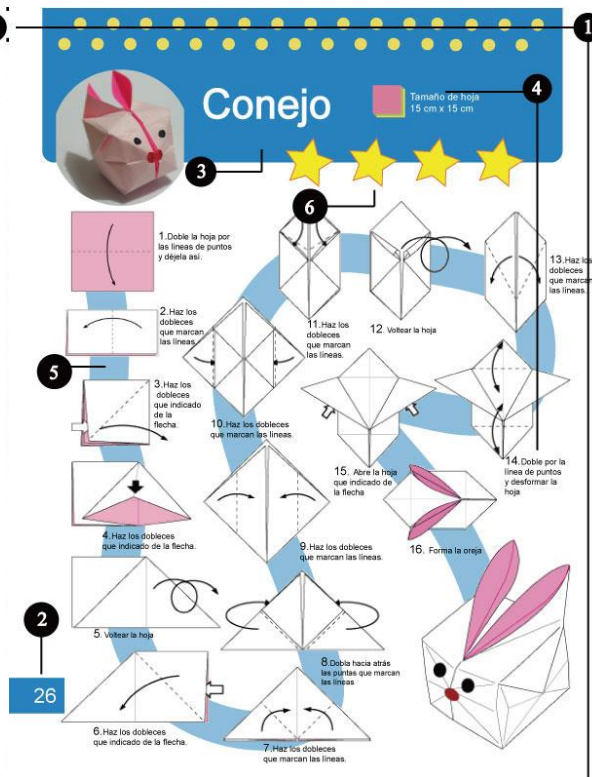 1
Conejo
Tamaño de hoja
15 cm x 15 cm
4
3
6
1.Doble la hoja por
las lineas de puntos
y déjela así.
2.Haz los
dobleces
que marcan
las líneas.
5
3.Haz los
dobleces
que indicado
de la
flecha.
4.Haz los dobleces
que indicado de la flecha.
5. Voltear la hoja
2
26
6.Haz los dobleces
que indicado de la flecha.
7.Haz los dobleces
que marcan las líneas.
8.Dobla hacia atrás
las puntas que marcan
las líneas
9.Haz los dobleces
que marcan las líneas.
10.Haz los dobleces
que marcan las líneas.
11.Haz los
dobleces
que marcan
las líneas.
12. Voltear la hoja
13.Haz los
dobleces
que marcan
las líneas.
14.Doble por la
línea de puntos
y desformar la
hoja
15. Abre la hoja
que indicado de
la flecha
16. Forma la oreja